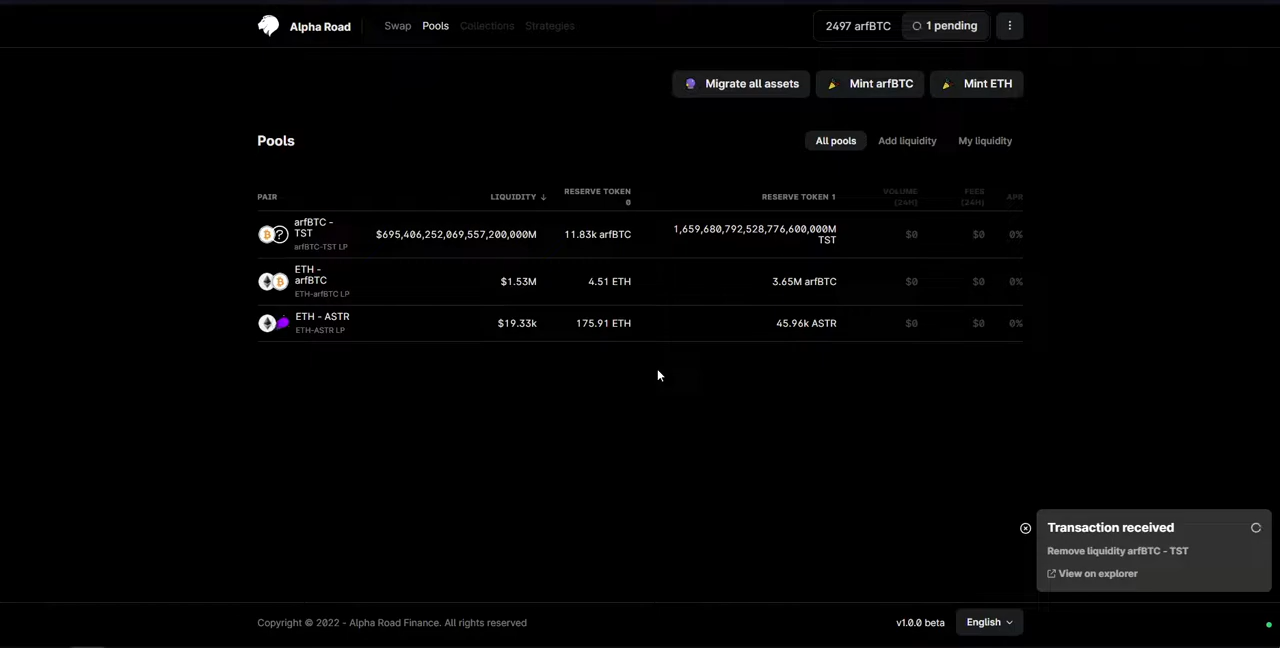 Alpha Road
Swap
Pools
Collections
Strategies
2497 arfBTC
1 pending
Migrate all assets
Mint arfBTC
Mint ETH
Pools
All pools
Add liquidity
My liquidity
PAIR
LIQUIDITY ↓
RESERVE TOKEN
0
RESERVE TOKEN 1
VOLUME
(24H)
FEES
(24H)
APR
arfBTC -
TST
arfBTC-TST LP
$695,406,252,069,557,200,000M
11.83k arfBTC
1,659,680,792,528,776,600,000M
TST
$0
$0
0%
ETH -
arfBTC
ETH-arfBTC LP
$1.53M
4.51 ETH
3.65M arfBTC
$0
$0
0%
ETH - ASTR
ETH-ASTR LP
$19.33k
175.91 ETH
45.96k ASTR
$0
$0
0%
Transaction received
Remove liquidity arfBTC - TST
View on explorer
Copyright © 2022 - Alpha Road Finance. All rights reserved
v1.0.0 beta
English